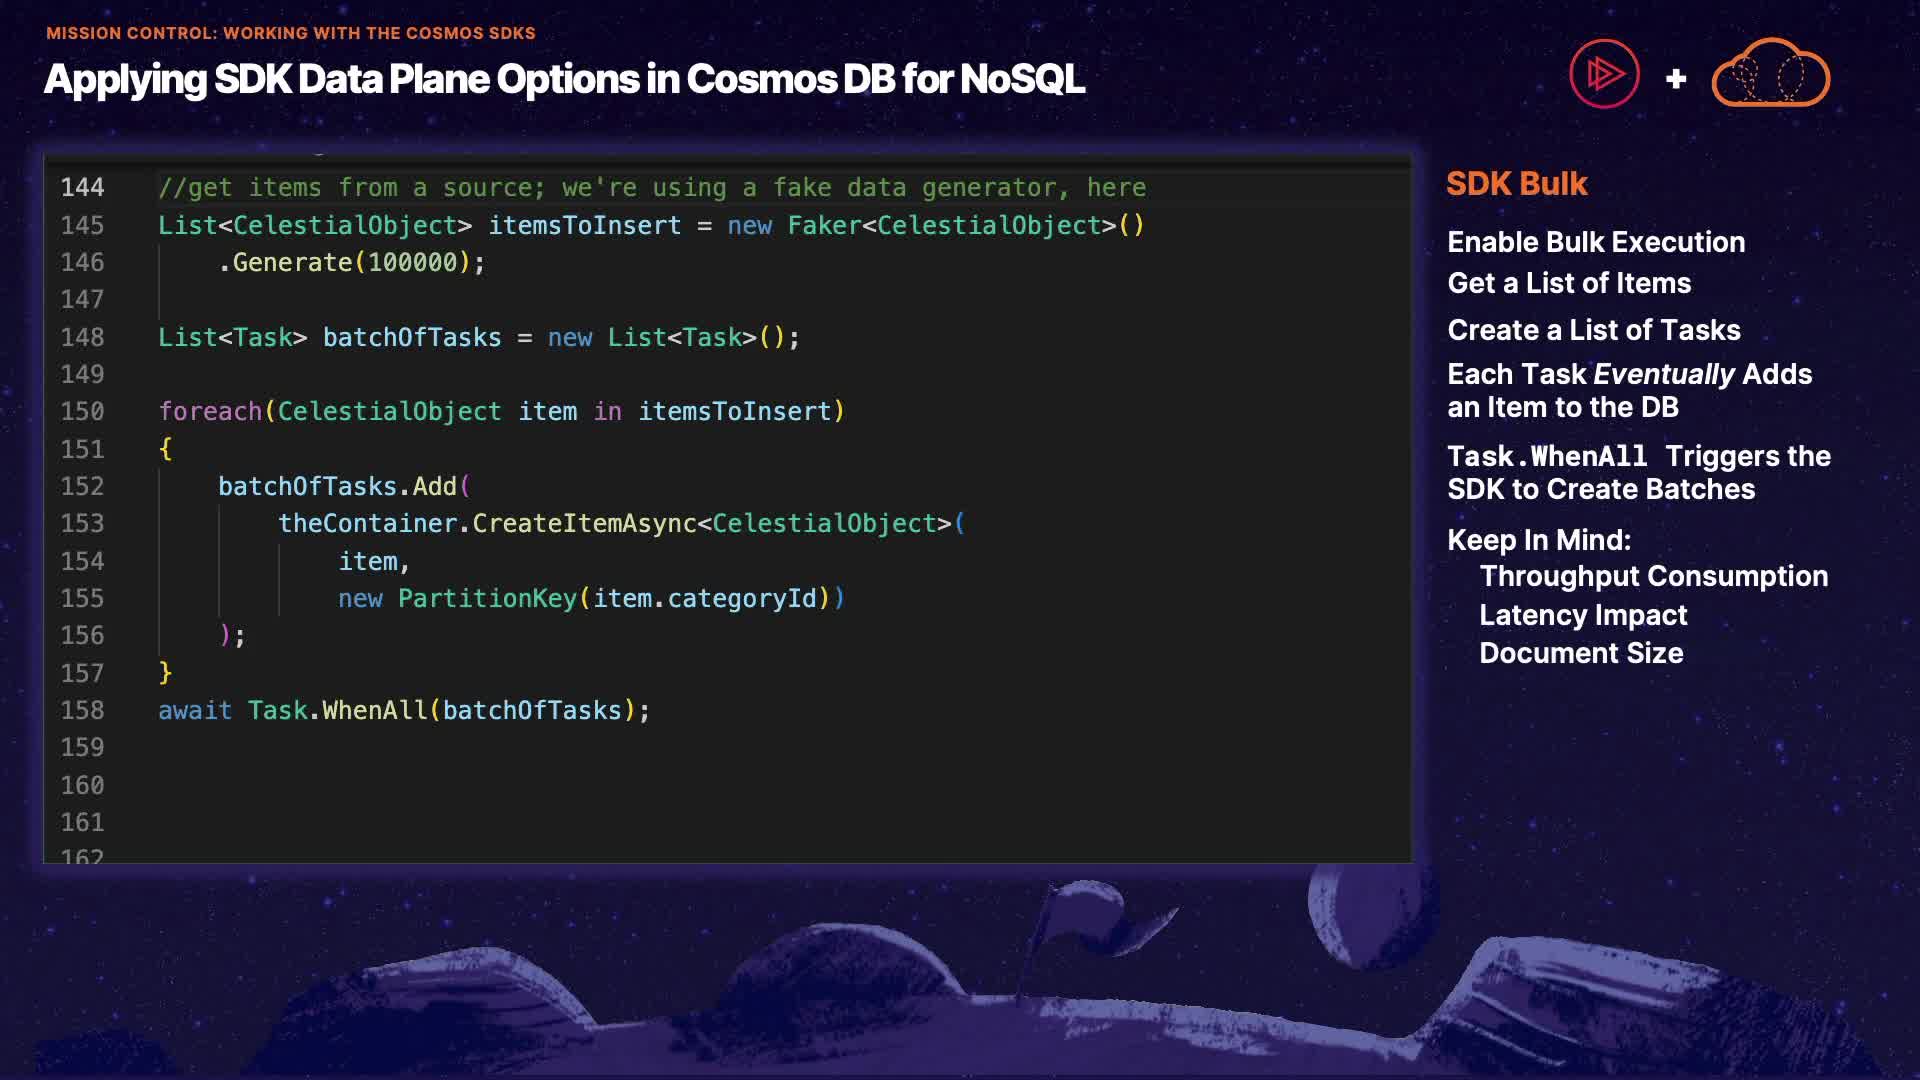 MISSION CONTROL: WORKING WITH THE COSMOS SDKS
Applying SDK Data Plane Options in Cosmos DB for NoSQL
+
144 //get items from a source; we're using a fake data generator, here
145 List<CelestialObject> itemsToInsert = new Faker<CelestialObject>()
146     .Generate(100000);
147
148 List<Task> batchOfTasks = new List<Task>();
149
150 foreach(CelestialObject item in itemsToInsert)
151 {
152     batchOfTasks.Add(
153         theContainer.CreateItemAsync<CelestialObject>(
154             item,
155             new PartitionKey(item.categoryId))
156     );
157 }
158 await Task.WhenAll(batchOfTasks);
159
160
161
162
SDK Bulk
Enable Bulk Execution
Get a List of Items
Create a List of Tasks
Each Task Eventually Adds
an Item to the DB
Task.WhenAll Triggers the
SDK to Create Batches
Keep In Mind:
Throughput Consumption
Latency Impact
Document Size